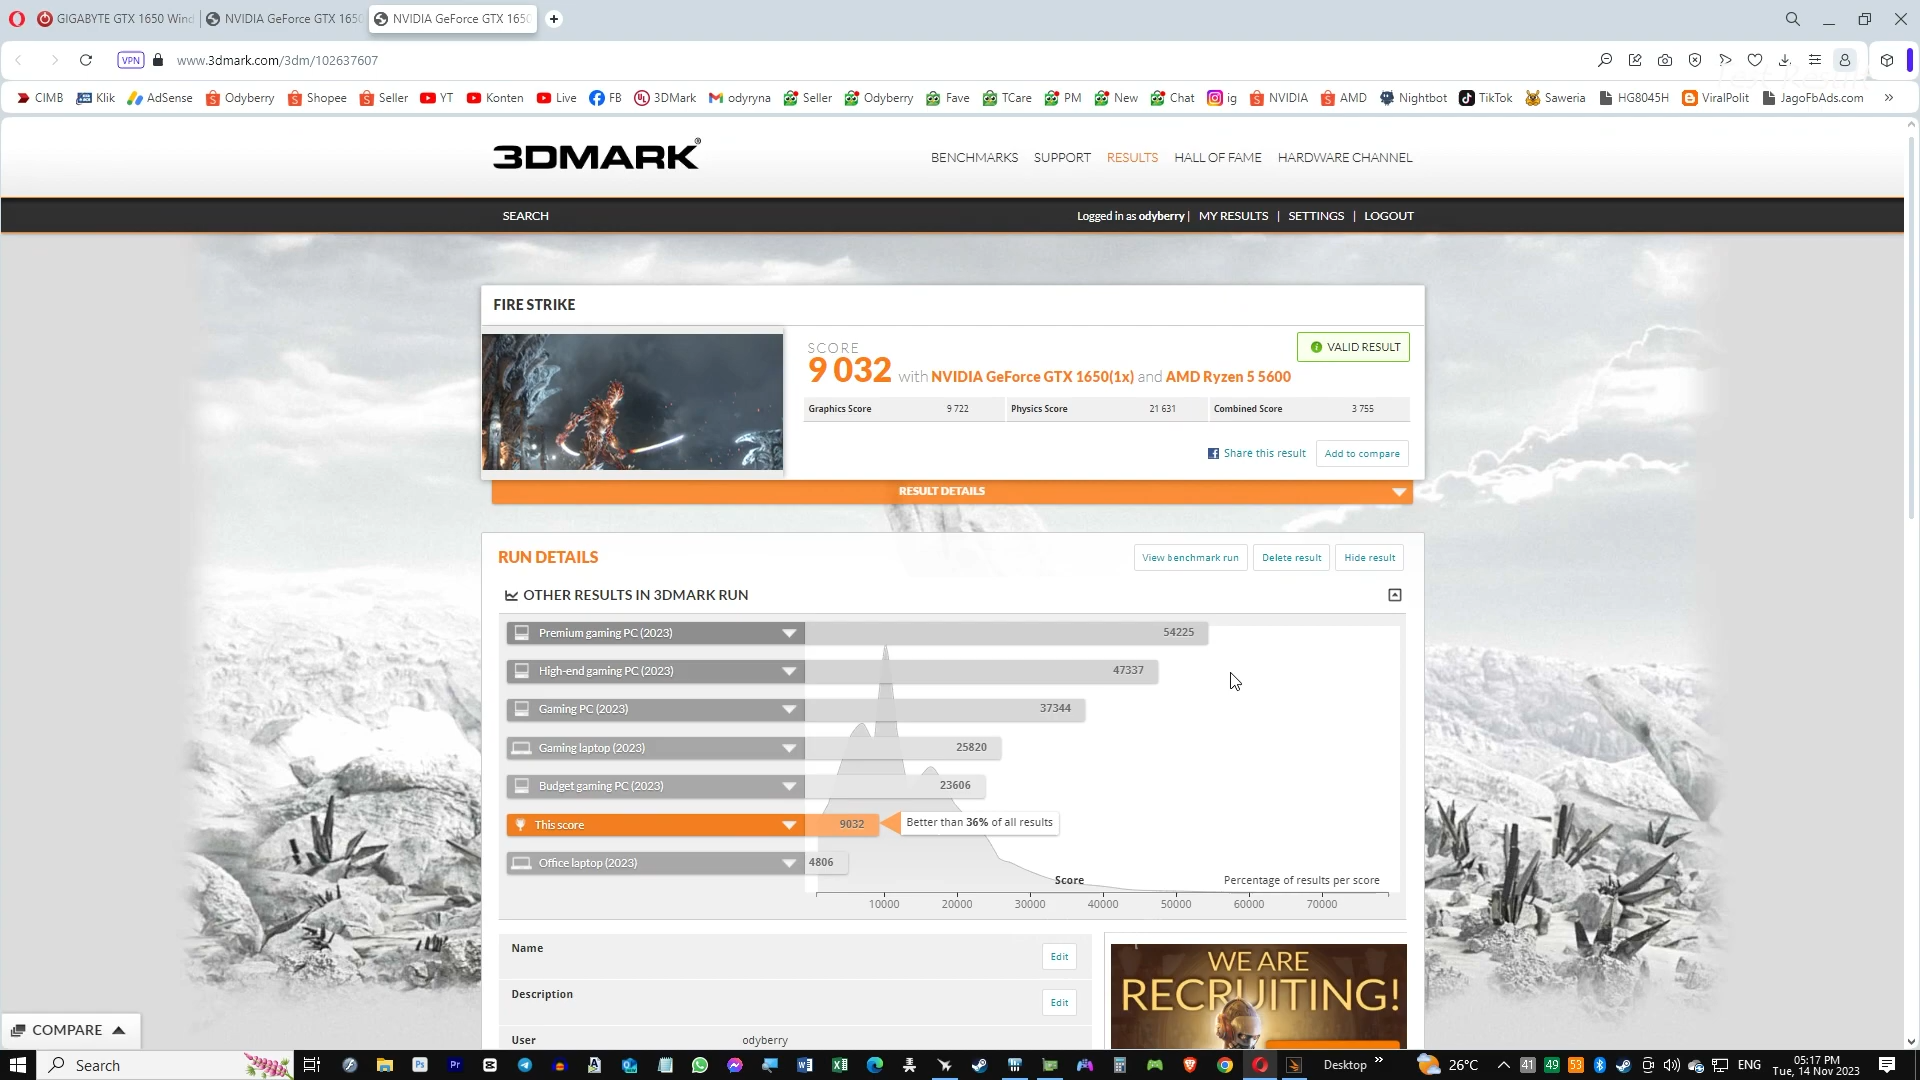 GIGABYTE GTX 1650 Wind
NVIDIA GeForce GTX 1650
NVIDIA GeForce GTX 1650
VPN
www.3dmark.com/3dm/102637607
CIMB
Klik
AdSense
Odyberry
Shopee
Seller
YT
Konten
Live
FB
3DMark
odyryna
Seller
Odyberry
Fave
TCare
PM
New
Chat
ig
NVIDIA
AMD
Nightbot
TikTok
Saweria
HG8045H
ViralPolit
JagoFbAds.com
3DMARK®
BENCHMARKS SUPPORT RESULTS HALL OF FAME HARDWARE CHANNEL
SEARCH
Logged in as odyberry | MY RESULTS | SETTINGS | LOGOUT
FIRE STRIKE
SCORE
VALID RESULT
9 032 with NVIDIA GeForce GTX 1650(1x) and AMD Ryzen 5 5600
Graphics Score 9 722 Physics Score 21 631 Combined Score 3 755
Share this result
Add to compare
RESULT DETAILS
RUN DETAILS
View benchmark run
Delete result
Hide result
OTHER RESULTS IN 3DMARK RUN
Premium gaming PC (2023) 54225
High-end gaming PC (2023) 47337
Gaming PC (2023) 37344
Gaming laptop (2023) 25820
Budget gaming PC (2023) 23606
This score 9032 Better than 36% of all results
Office laptop (2023) 4806
Score
Percentage of results per score
10000 20000 30000 40000 50000 60000 70000
Name
Edit
Description
Edit
User odyberry
WE ARE
RECRUITING!
COMPARE
Search
Desktop
26°C
41
49
53
ENG
05:17 PM
Tue, 14 Nov 2023